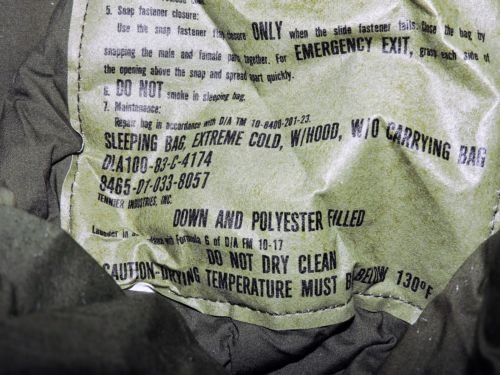 5. Snap fastener closure:
Use the snap fastener closure ONLY when the slide fastener fails. Close the bag by
snapping the male and female parts together. For EMERGENCY EXIT, grasp each side of
the opening above the snap and spread apart quickly.
6. DO NOT smoke in sleeping bag.
7. Maintenance:
Repair bag in accordance with D/A TM 10-8400-201-23.
SLEEPING BAG, EXTREME COLD, W/HOOD, W/O CARRYING BAG
DLA100-83-C-4174
8465-01-033-8057
TENNIER INDUSTRIES, INC.
DOWN AND POLYESTER FILLED
Launder in accordance with Formula 6 of D/A FM 10-17
DO NOT DRY CLEAN
CAUTION-DRYING TEMPERATURE MUST BE BELOW 130°F